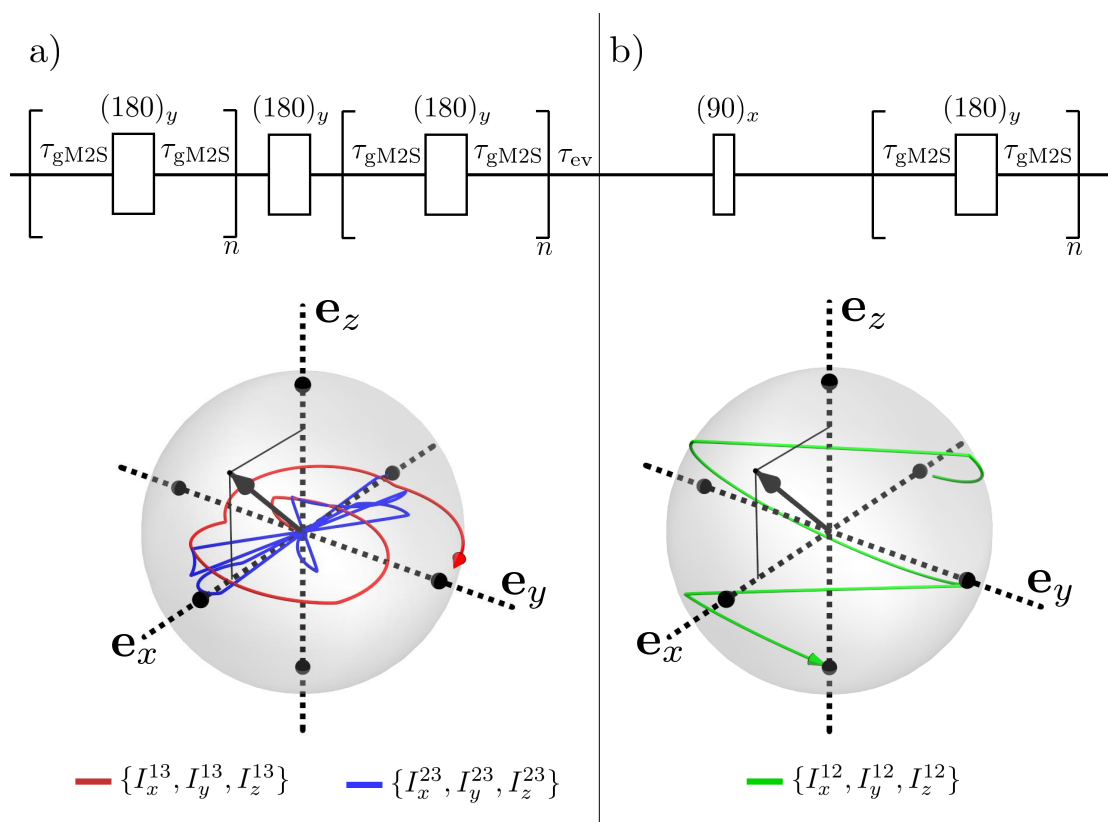 a)
b)
(180)_y (180)_y (180)_y (90)_x (180)_y
τ_gM2S τ_gM2S τ_gM2S τ_gM2S τ_ev τ_gM2S τ_gM2S
n n n
e_z e_z
e_y e_y
e_x e_x
{I_x^13, I_y^13, I_z^13} {I_x^23, I_y^23, I_z^23} {I_x^12, I_y^12, I_z^12}